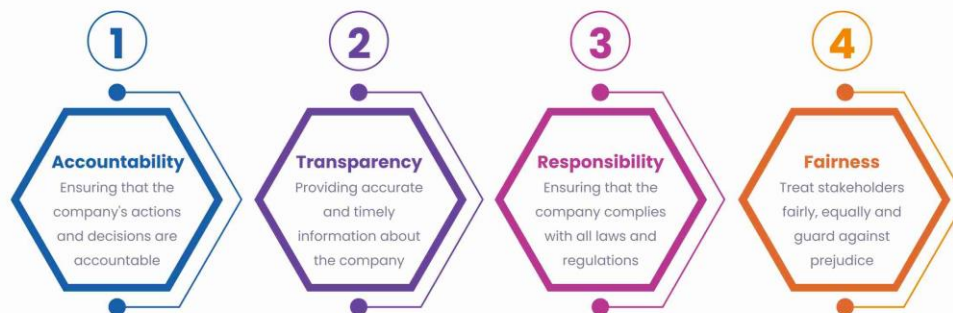 1
Accountability
Ensuring that the
company's actions
and decisions are
accountable
2
Transparency
Providing accurate
and timely
information about
the company
3
Responsibility
Ensuring that the
company complies
with all laws and
regulations
4
Fairness
Treat stakeholders
fairly, equally and
guard against
prejudice